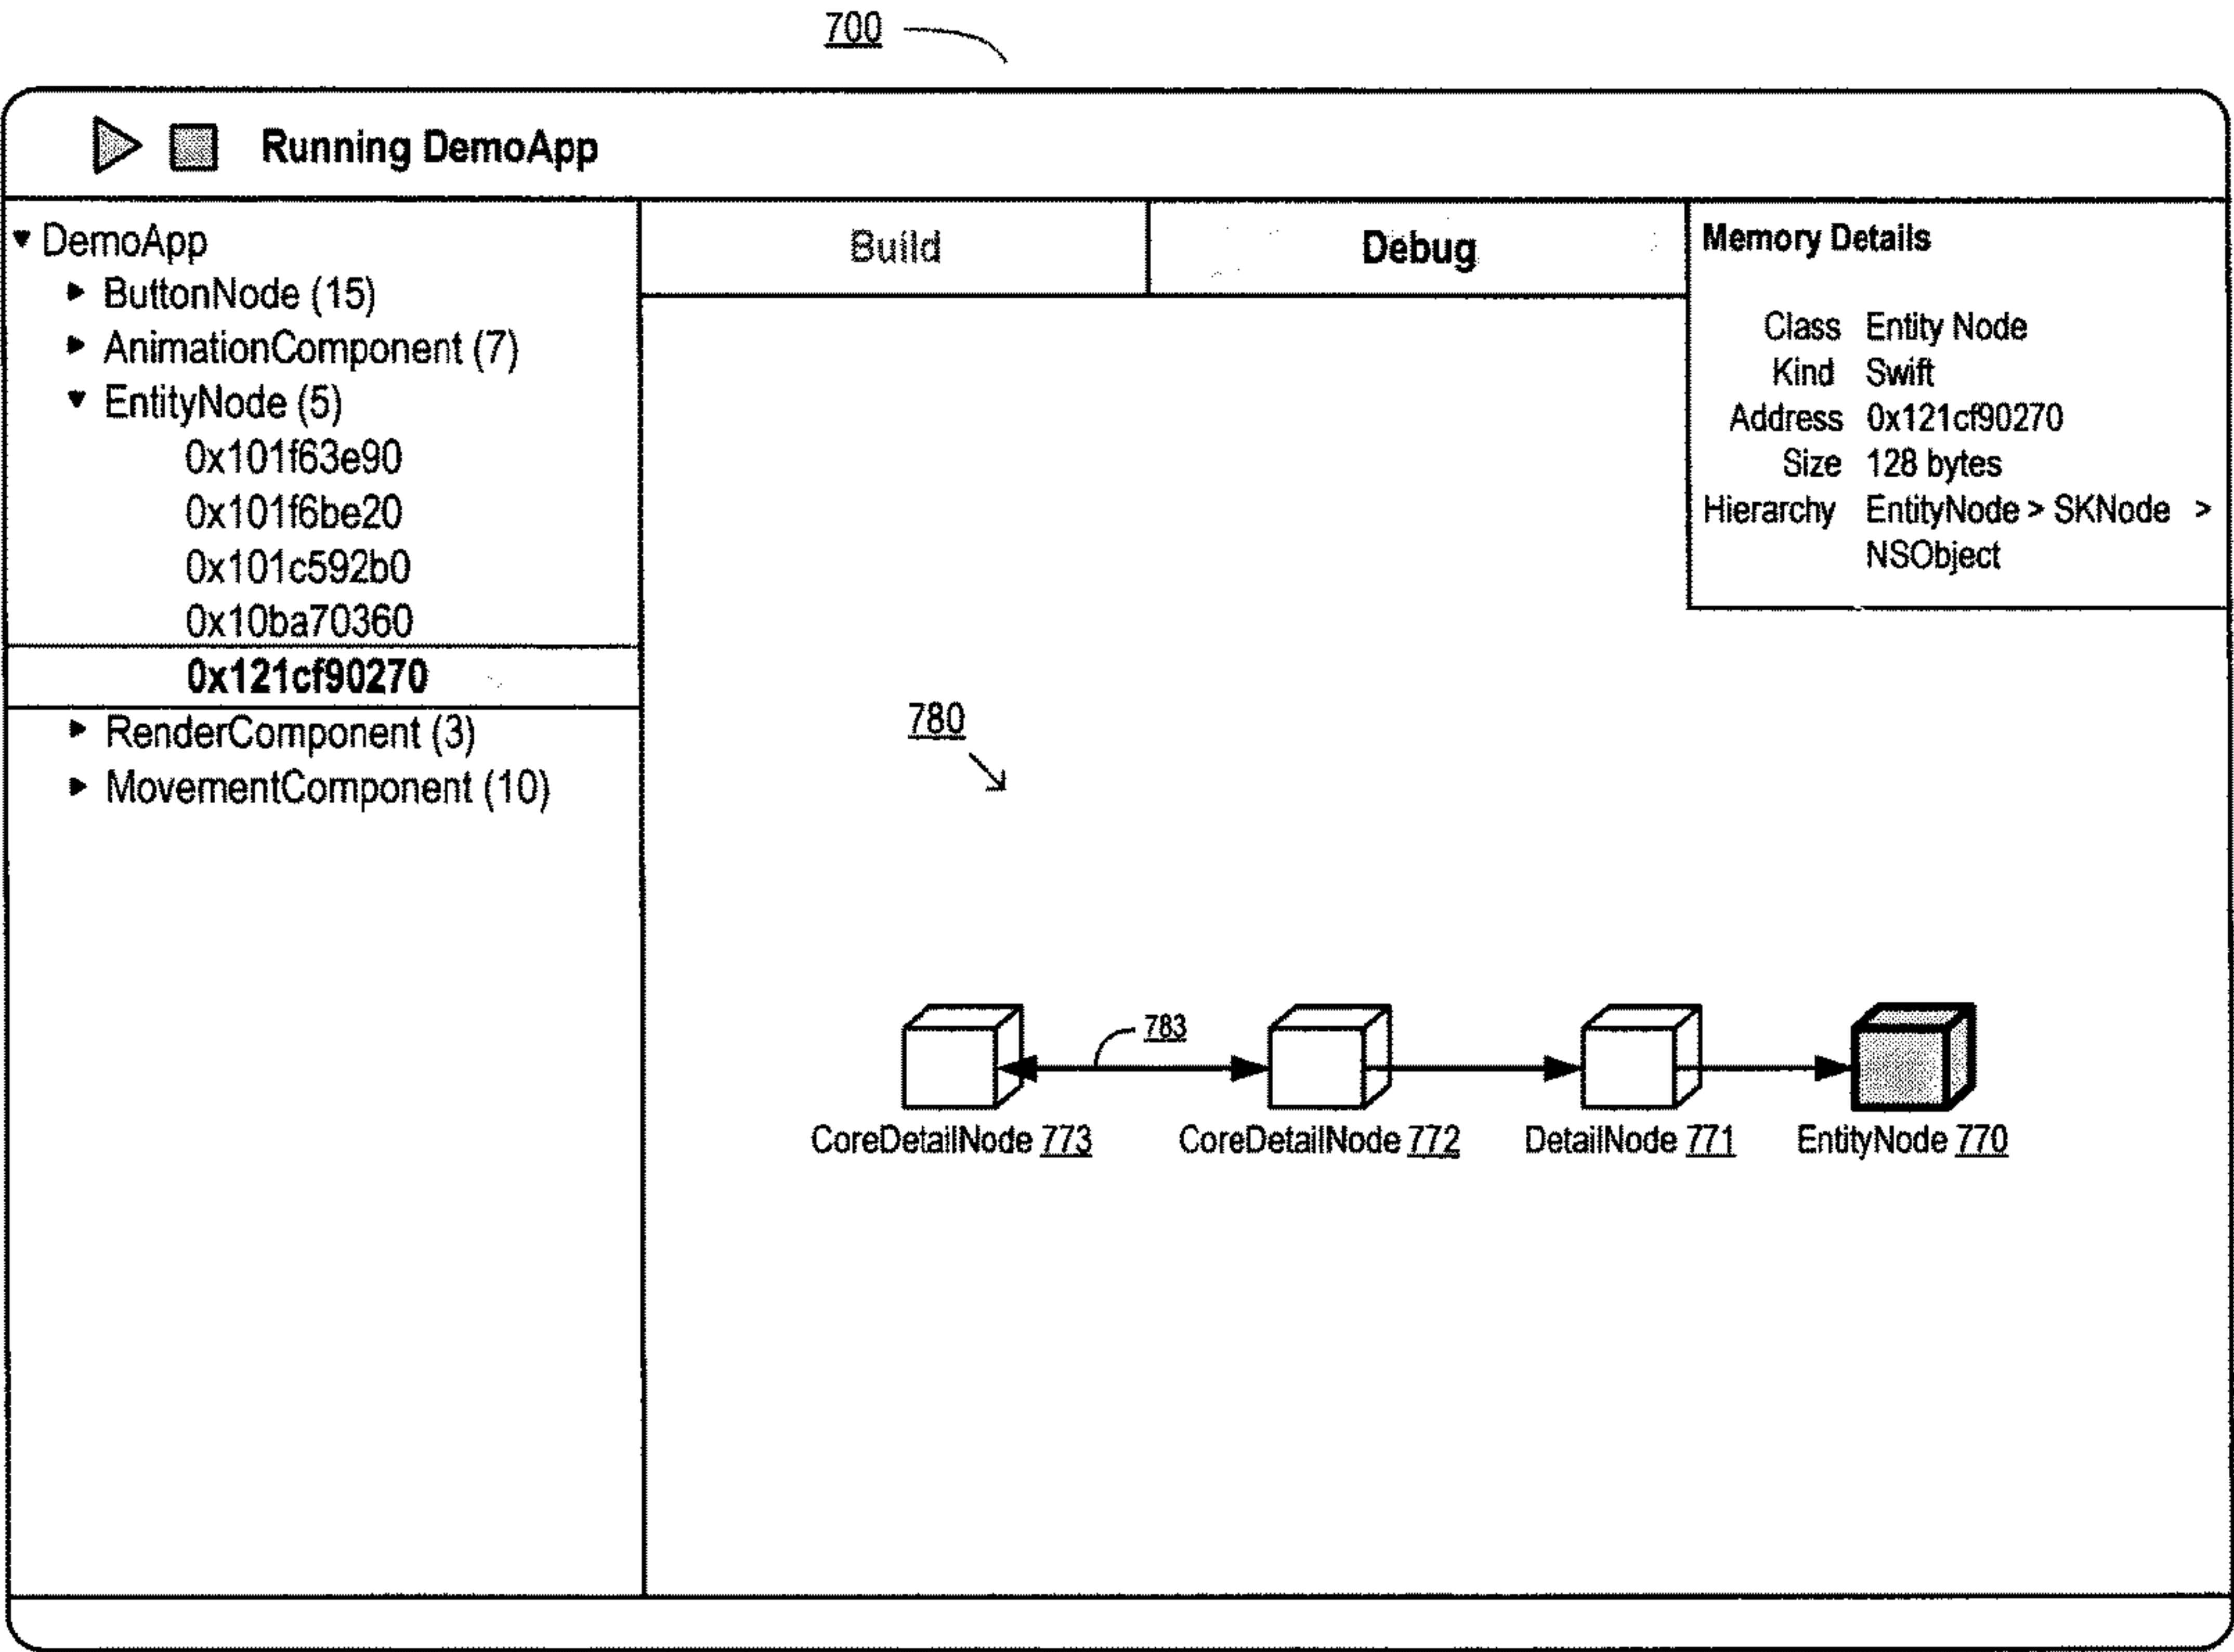 700
Running DemoApp
DemoApp
ButtonNode (15)
AnimationComponent (7)
EntityNode (5)
0x101f63e90
0x101f6be20
0x101c592b0
0x10ba70360
0x121cf90270
RenderComponent (3)
MovementComponent (10)
Build
Debug
Memory Details
Class Entity Node
Kind Swift
Address 0x121cf90270
Size 128 bytes
Hierarchy EntityNode > SKNode >
NSObject
780
783
CoreDetailNode 773
CoreDetailNode 772
DetailNode 771
EntityNode 770